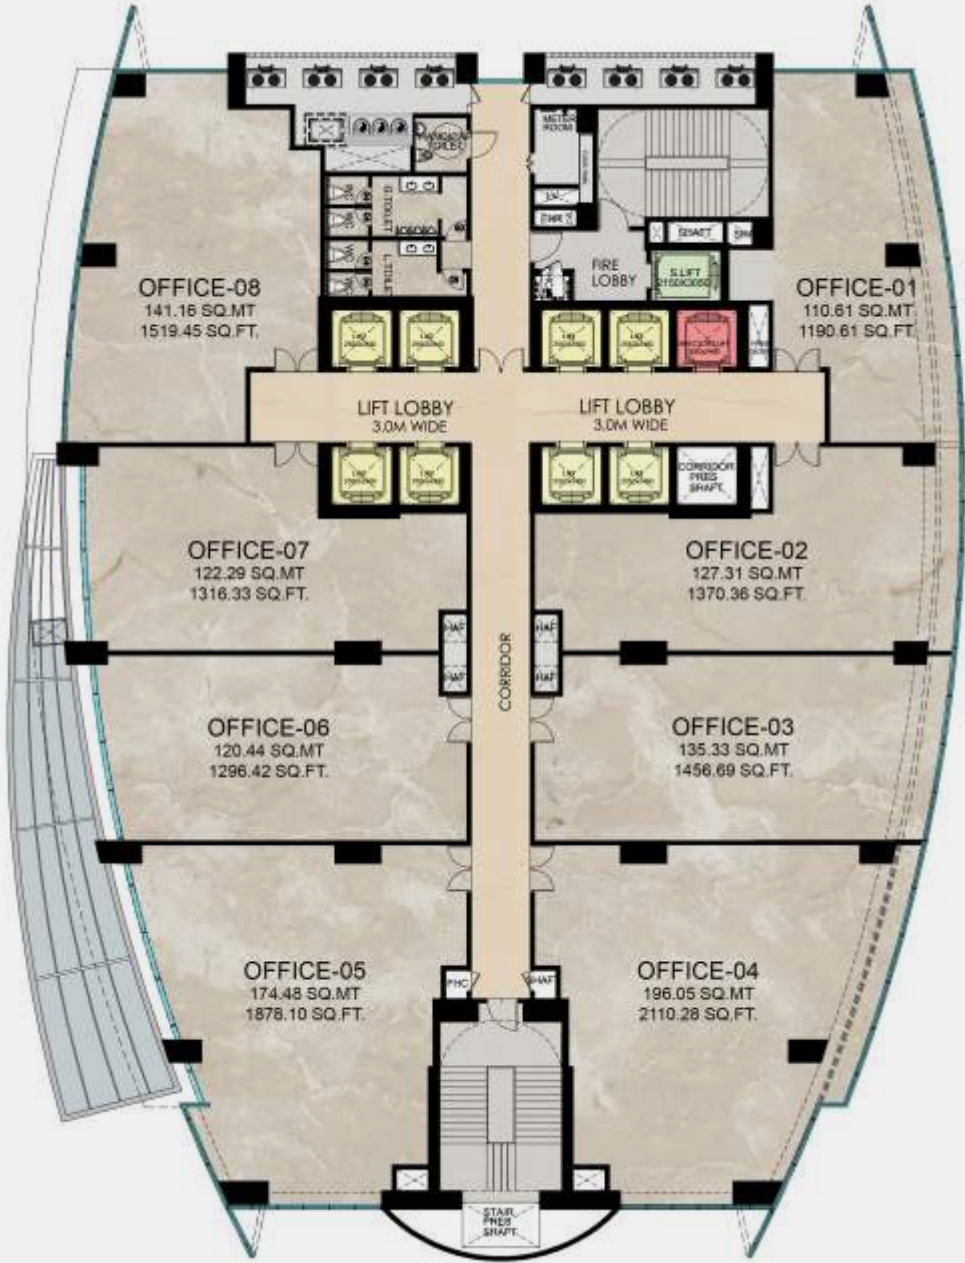 METER
ROOM
G.TOILET
L.TOILET
SHAFT
FIRE
LOBBY
S.LIFT
OFFICE-08
141.16 SQ.MT
1519.45 SQ.FT.
OFFICE-01
110.61 SQ.MT
1190.61 SQ.FT.
LIFT LOBBY
3.0M WIDE
LIFT LOBBY
3.0M WIDE
CORRIDOR
PRES
SHAFT
OFFICE-07
122.29 SQ.MT
1316.33 SQ.FT.
OFFICE-02
127.31 SQ.MT
1370.36 SQ.FT.
CORRIDOR
OFFICE-06
120.44 SQ.MT
1296.42 SQ.FT.
OFFICE-03
135.33 SQ.MT
1456.69 SQ.FT.
OFFICE-05
174.48 SQ.MT
1878.10 SQ.FT.
OFFICE-04
196.05 SQ.MT
2110.28 SQ.FT.
FHC
SHAFT
STAIR
PRES
SHAFT